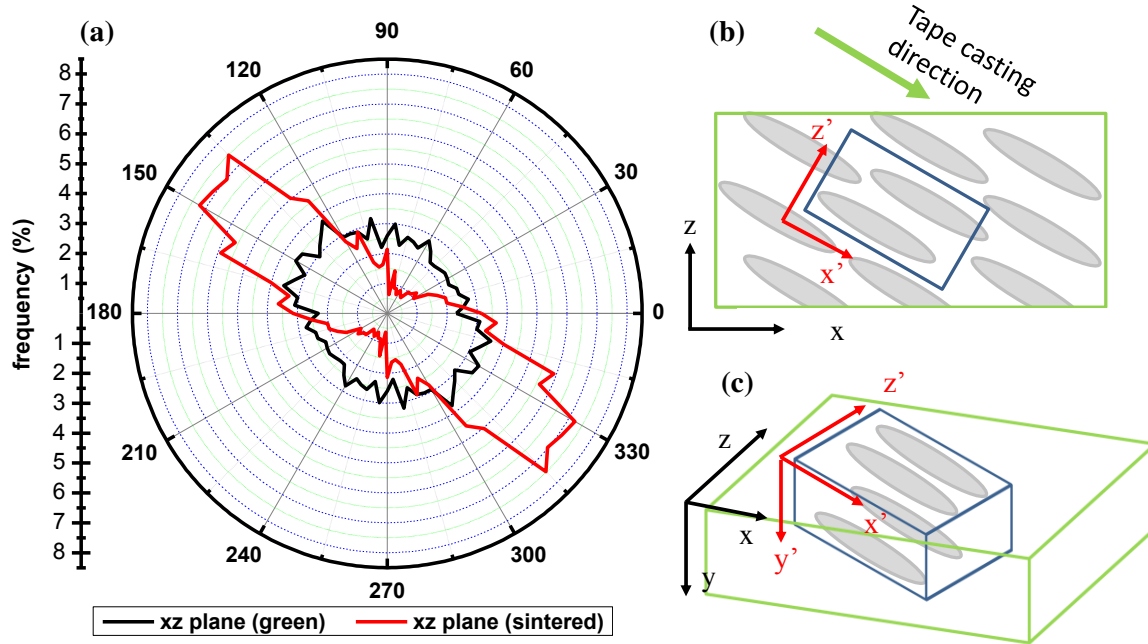 (a)
90
120
60
150
30
180
0
210
330
240
300
270
8
7
6
5
4
3
2
1
1
2
3
4
5
6
7
8
frequency (%)
xz plane (green)
xz plane (sintered)
(b)
Tape casting
direction
z'
x'
z
x
(c)
z'
z
x'
x
y'
y